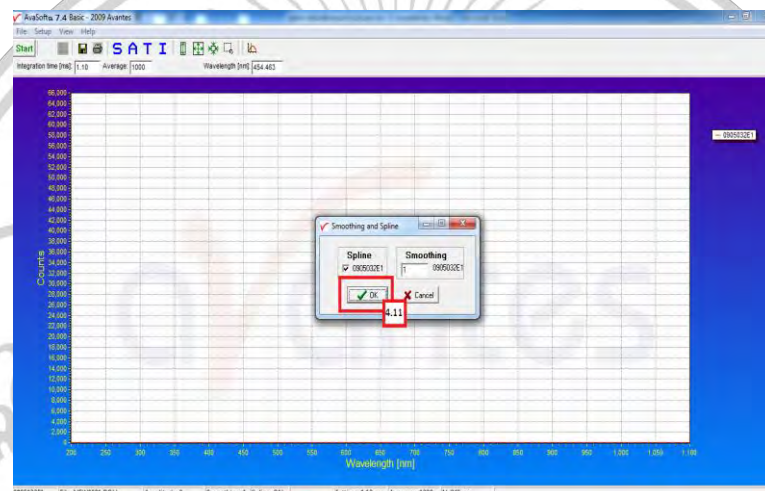 AvaSoft® 7.4 Basic - 2009 Avantes
File Setup View Help
Start S A T I
Integration time [ms]: 1.10 Average: 1000 Wavelength [nm]: 454.463
66,000
64,000
62,000
60,000
58,000
56,000
54,000
52,000
50,000
48,000
46,000
44,000
42,000
40,000
38,000
36,000
34,000
32,000
30,000
28,000
26,000
24,000
22,000
20,000
18,000
16,000
14,000
12,000
10,000
8,000
6,000
4,000
2,000
0
Counts
0905032E1
Smoothing and Spline
Spline Smoothing
0905032E1 1 0905032E1
OK Cancel
4.11
avantes
200 250 300 350 400 450 500 550 600 650 700 750 800 850 900 950 1,000 1,050 1,100
Wavelength [nm]